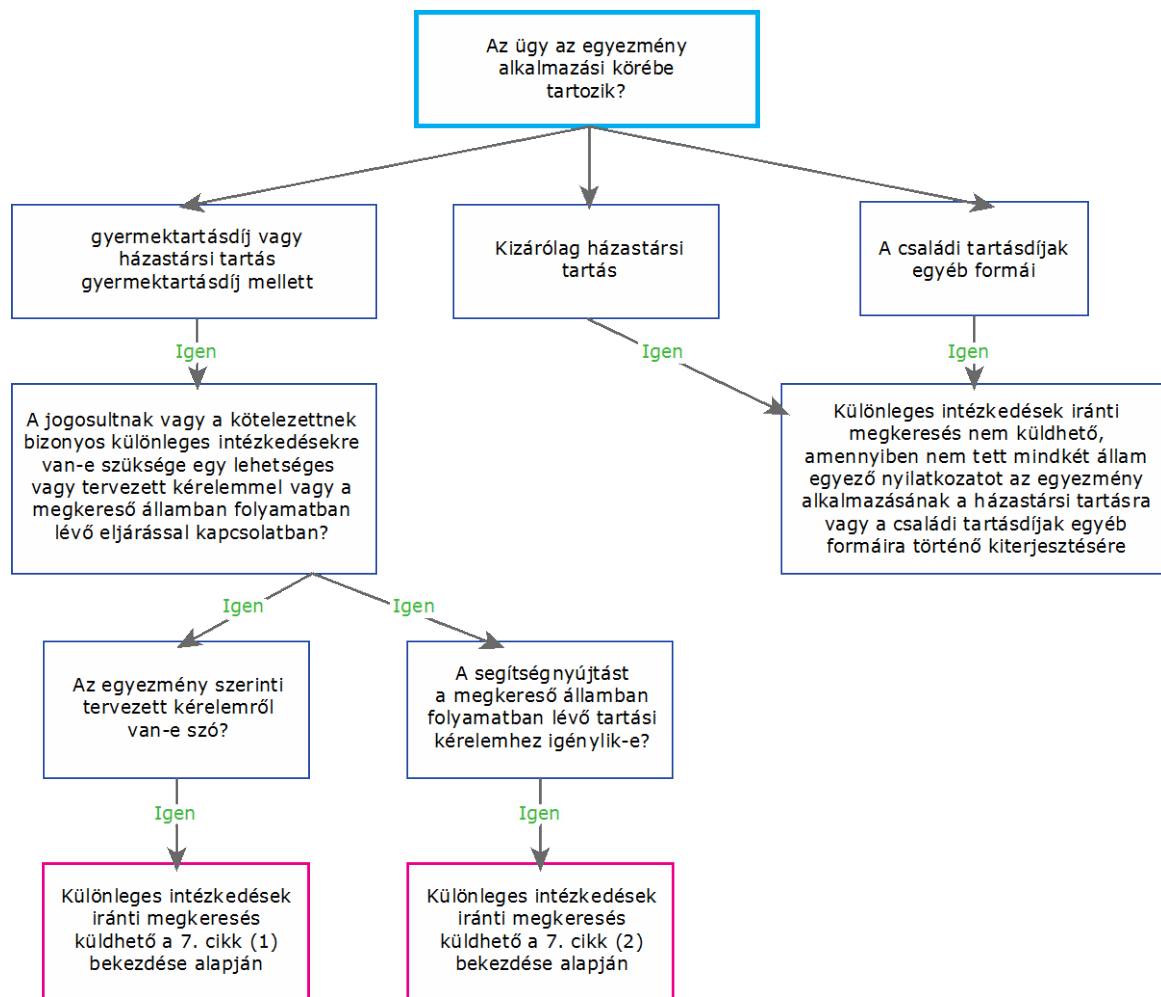 Az ügy az egyezmény
alkalmazási körébe
tartozik?
gyermektartásdíj vagy
házastársi tartás
gyermektartásdíj mellett
Kizárólag házastársi
tartás
A családi tartásdíjak
egyéb formái
Igen
Igen
Igen
A jogosultnak vagy a kötelezettnek
bizonyos különleges intézkedésekre
van-e szüksége egy lehetséges
vagy tervezett kérelemmel vagy a
megkereső államban folyamatban
lévő eljárással kapcsolatban?
Különleges intézkedések iránti
megkeresés nem küldhető,
amennyiben nem tett mindkét állam
egyező nyilatkozatot az egyezmény
alkalmazásának a házastársi tartásra
vagy a családi tartásdíjak egyéb
formáira történő kiterjesztésére
Igen
Igen
Az egyezmény szerinti
tervezett kérelemről
van-e szó?
A segítségnyújtást
a megkereső államban
folyamatban lévő tartási
kérelemhez igénylik-e?
Igen
Igen
Különleges intézkedések
iránti megkeresés
küldhető a 7. cikk (1)
bekezdése alapján
Különleges intézkedések
iránti megkeresés
küldhető a 7. cikk (2)
bekezdése alapján